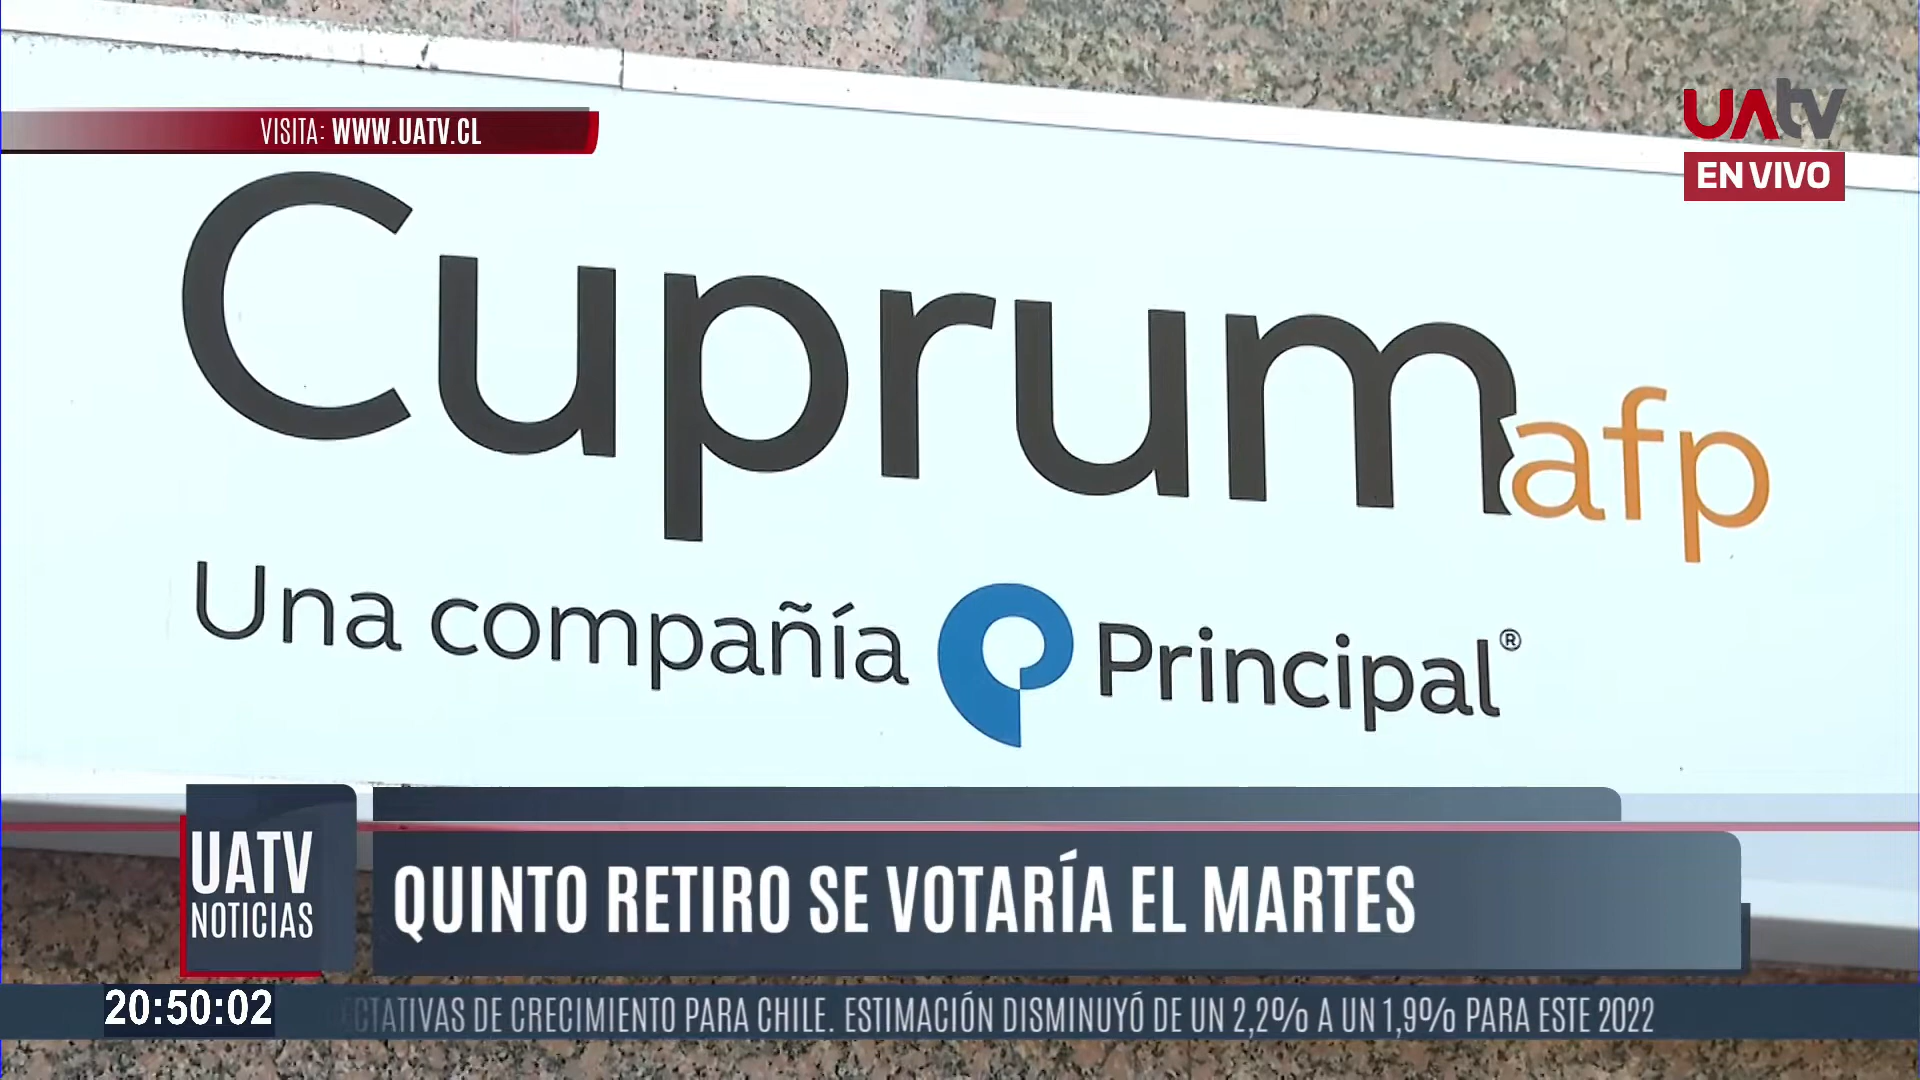 VISITA: WWW.UATV.CL
UAtv
EN VIVO
Cuprum afp
Una compañía Principal®
UATV
NOTICIAS
QUINTO RETIRO SE VOTARÍA EL MARTES
20:50:02
DE CRECIMIENTO PARA CHILE. ESTIMACIÓN DISMINUYÓ DE UN 2,2% A UN 1,9% PARA ESTE 2022